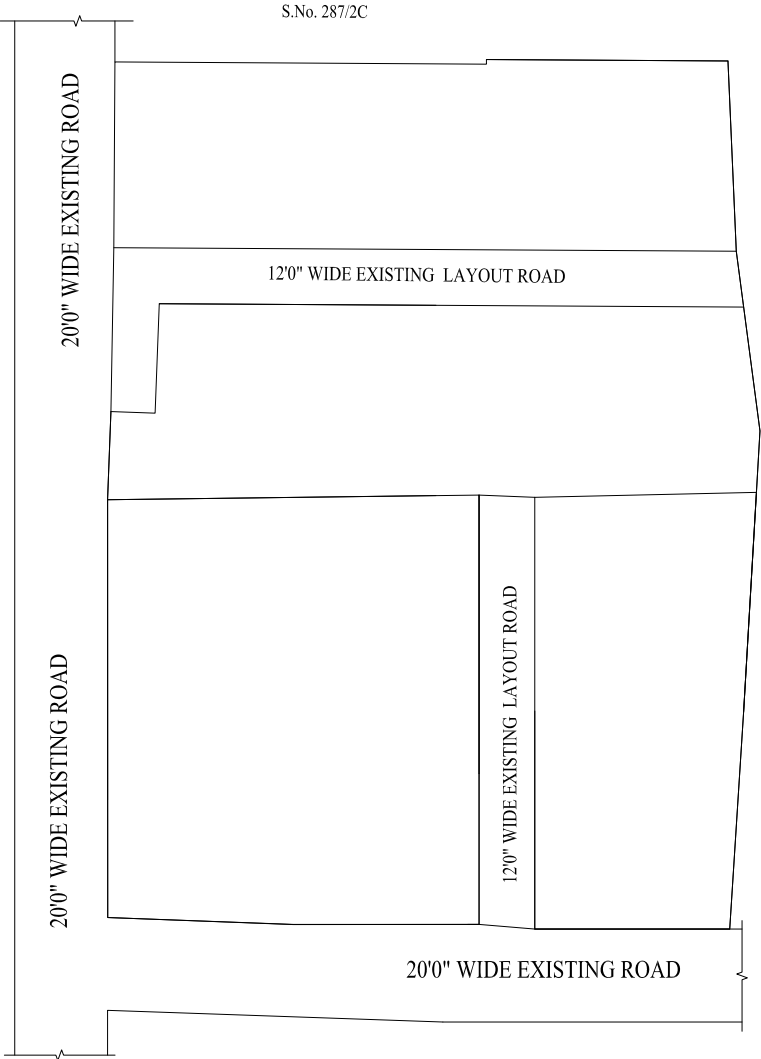 S.No. 287/2C
20'0" WIDE EXISTING ROAD
12'0" WIDE EXISTING LAYOUT ROAD
12'0" WIDE EXISTING LAYOUT ROAD
20'0" WIDE EXISTING ROAD
20'0" WIDE EXISTING ROAD